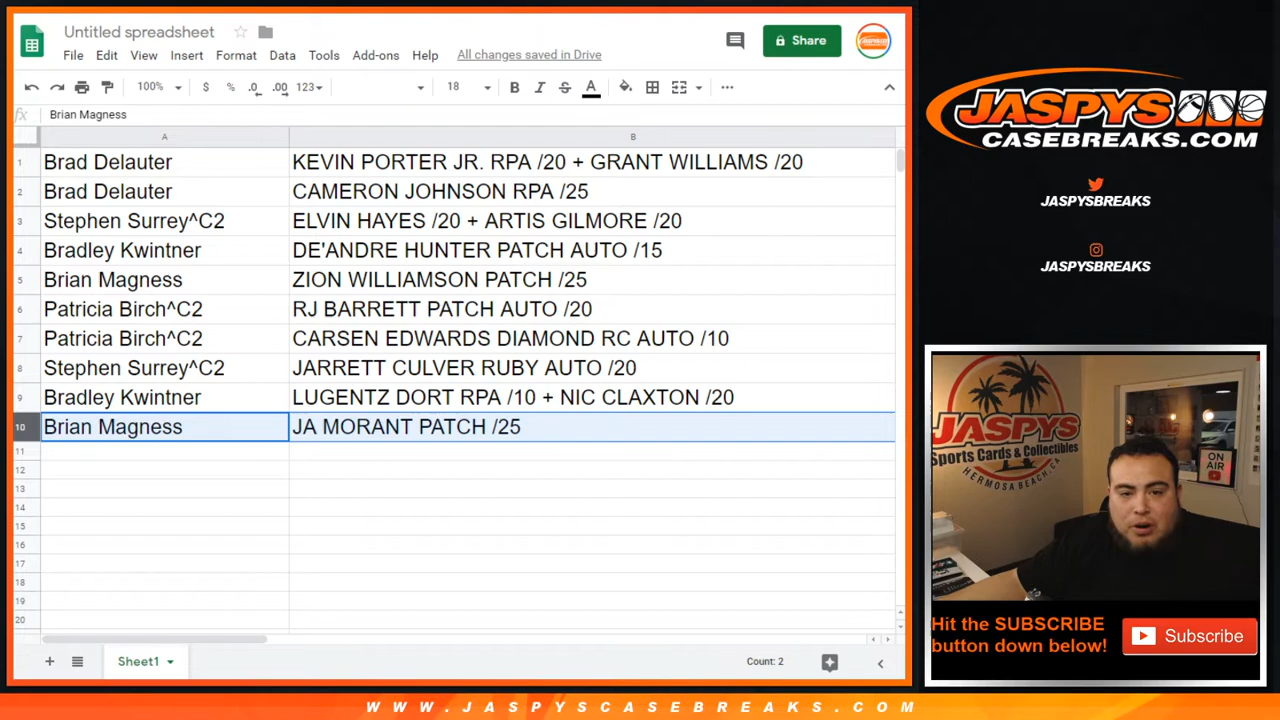 Untitled spreadsheet
File Edit View Insert Format Data Tools Add-ons Help All changes saved in Drive
Share
100% $ % .0 .00 123 18 B I S A
fx Brian Magness
A B
1 Brad Delauter KEVIN PORTER JR. RPA /20 + GRANT WILLIAMS /20
2 Brad Delauter CAMERON JOHNSON RPA /25
3 Stephen Surrey^C2 ELVIN HAYES /20 + ARTIS GILMORE /20
4 Bradley Kwintner DE'ANDRE HUNTER PATCH AUTO /15
5 Brian Magness ZION WILLIAMSON PATCH /25
6 Patricia Birch^C2 RJ BARRETT PATCH AUTO /20
7 Patricia Birch^C2 CARSEN EDWARDS DIAMOND RC AUTO /10
8 Stephen Surrey^C2 JARRETT CULVER RUBY AUTO /20
9 Bradley Kwintner LUGENTZ DORT RPA /10 + NIC CLAXTON /20
10 Brian Magness JA MORANT PATCH /25
11
12
13
14
15
16
17
18
19
20
Sheet1 Count: 2
JASPYS
CASEBREAKS.COM
JASPYSBREAKS
JASPYSBREAKS
JASPYS
Sports Cards & Collectibles
HERMOSA BEACH, CA
ON
AIR
Hit the SUBSCRIBE
button down below!
Subscribe
WWW.JASPYSCASEBREAKS.COM